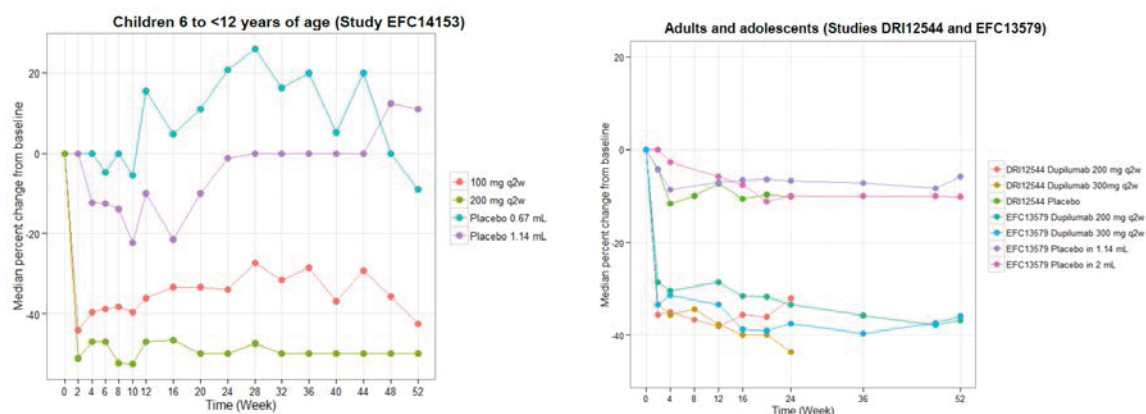 Children 6 to <12 years of age (Study EFC14153)
Median percent change from baseline
20
0
-20
-40
0 2 4 6 8 10 12 16 20 24 28 32 36 40 44 48 52
Time (Week)
100 mg q2w
200 mg q2w
Placebo 0.67 mL
Placebo 1.14 mL
Adults and adolescents (Studies DRI12544 and EFC13579)
Median percent change from baseline
20
0
-20
-40
0 4 8 12 16 24 36 52
Time (Week)
DRI12544 Dupilumab 200 mg q2w
DRI12544 Dupilumab 300mg q2w
DRI12544 Placebo
EFC13579 Dupilumab 200 mg q2w
EFC13579 Dupilumab 300 mg q2w
EFC13579 Placebo in 1.14 mL
EFC13579 Placebo in 2 mL